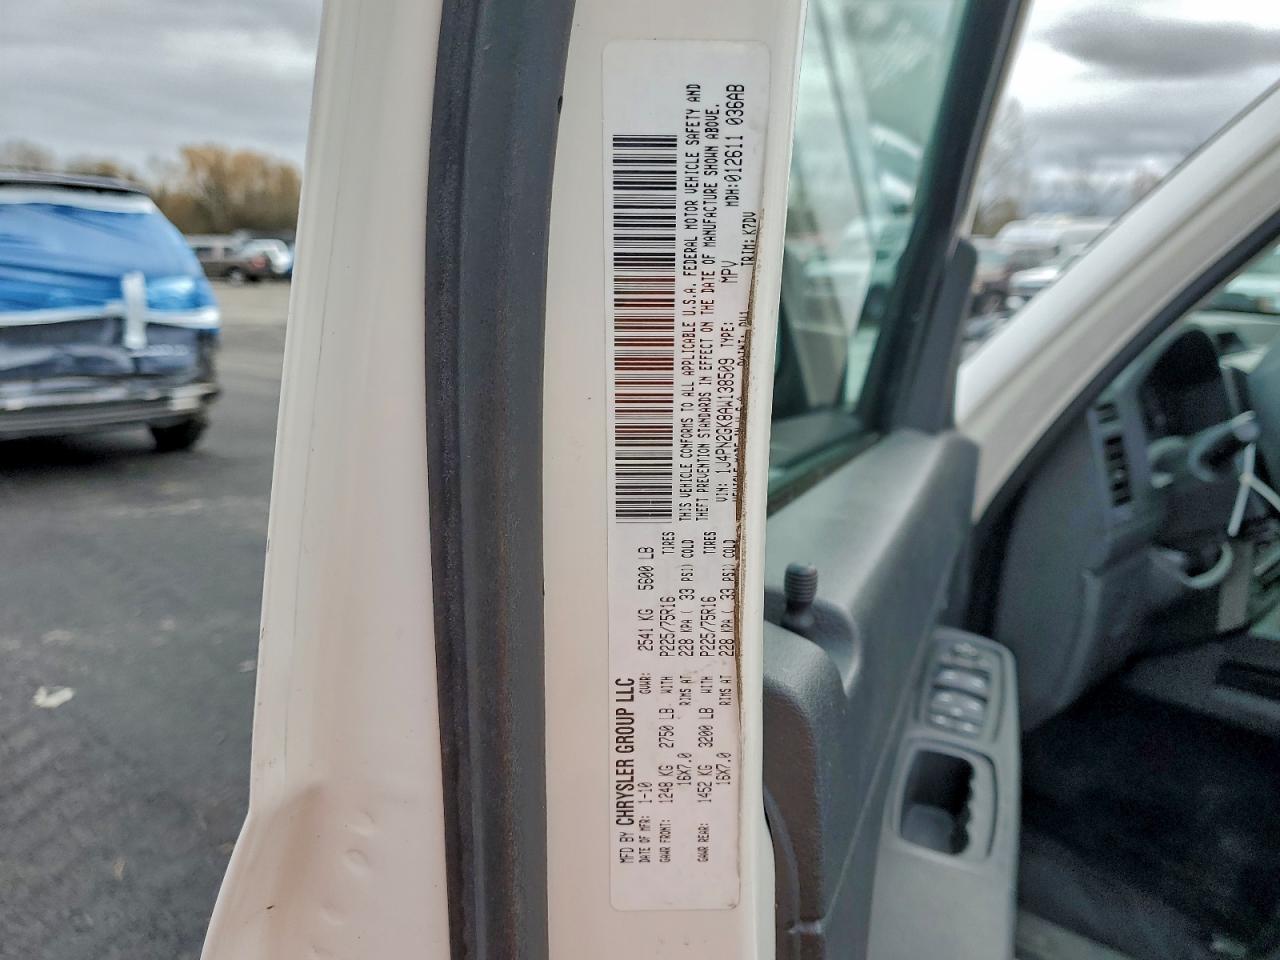 MFD BY CHRYSLER GROUP LLC
DATE OF MFR: 1-10 GVWR: 2541 KG 5600 LB
GAWR FRONT: 1248 KG 2750 LB WITH P225/75R16 TIRES
16X7.0 RIMS AT 228 KPA ( 33 PSI) COLD
GAWR REAR: 1452 KG 3200 LB WITH P225/75R16 TIRES
16X7.0 RIMS AT 228 KPA ( 33 PSI) COLD
THIS VEHICLE CONFORMS TO ALL APPLICABLE U.S.A. FEDERAL MOTOR VEHICLE SAFETY AND
THEFT PREVENTION STANDARDS IN EFFECT ON THE DATE OF MANUFACTURE SHOWN ABOVE.
VIN: 1J4PN2GK8AW138509 TYPE: MPV MDH:012611 036AB
TRIM:K7DV